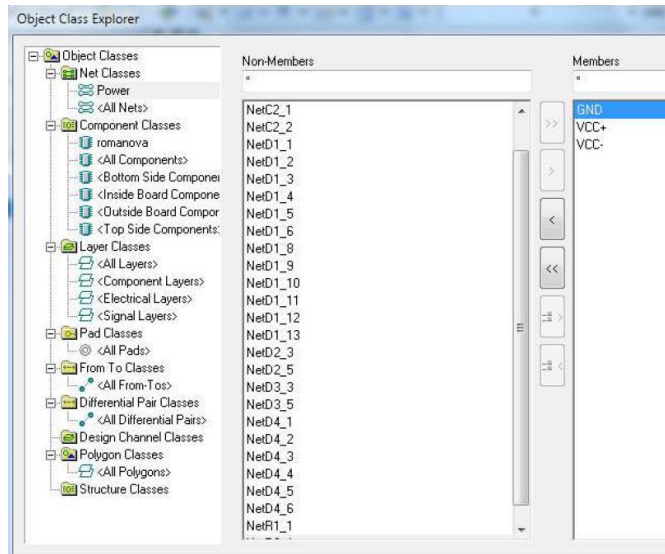 Object Class Explorer
Object Classes
Net Classes
Power
<All Nets>
Component Classes
romanova
<All Components>
<Bottom Side Componen
<Inside Board Compone
<Outside Board Compor
<Top Side Components:
Layer Classes
<All Layers>
<Component Layers>
<Electrical Layers>
<Signal Layers>
Pad Classes
<All Pads>
From To Classes
<All From-Tos>
Differential Pair Classes
<All Differential Pairs>
Design Channel Classes
Polygon Classes
<All Polygons>
Structure Classes
Non-Members
*
NetC2_1
NetC2_2
NetD1_1
NetD1_2
NetD1_3
NetD1_4
NetD1_5
NetD1_6
NetD1_8
NetD1_9
NetD1_10
NetD1_11
NetD1_12
NetD1_13
NetD2_3
NetD2_5
NetD3_3
NetD3_5
NetD4_1
NetD4_2
NetD4_3
NetD4_4
NetD4_5
NetD4_6
NetR1_1
>>
>
<
<<
Members
*
GND
VCC+
VCC-